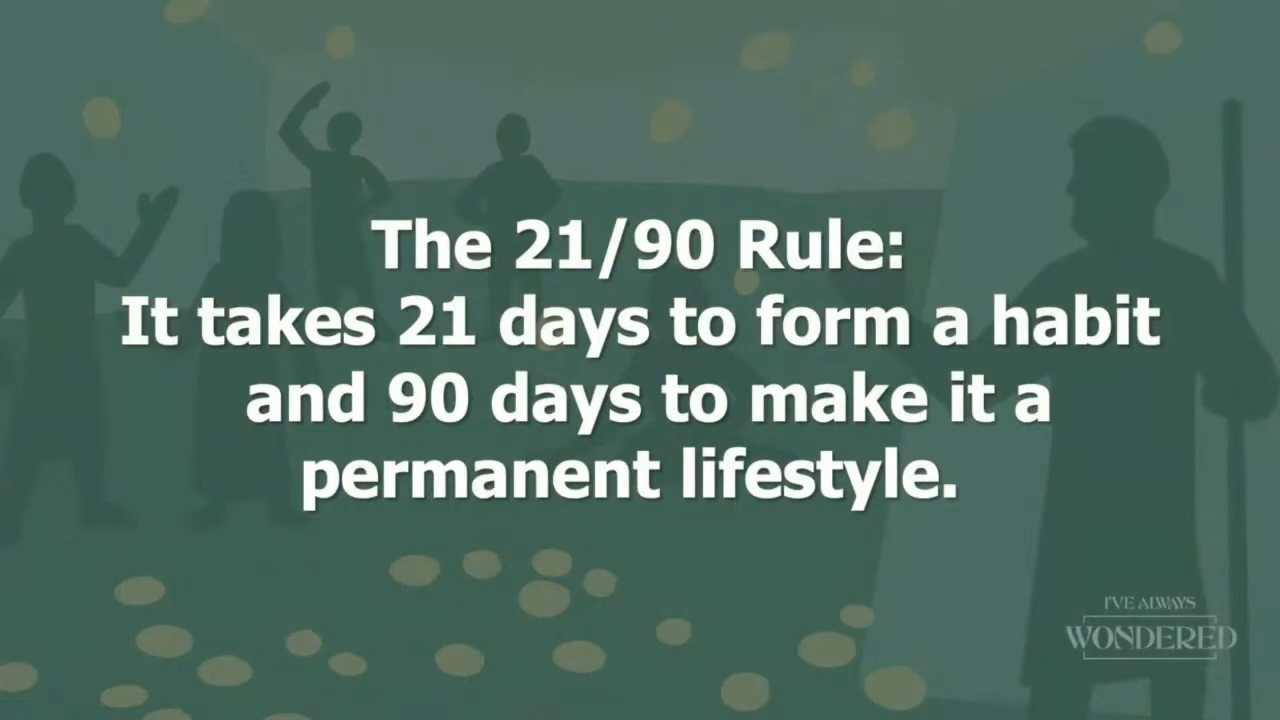 The 21/90 Rule:
It takes 21 days to form a habit
and 90 days to make it a
permanent lifestyle.
I'VE ALWAYS
WONDERED